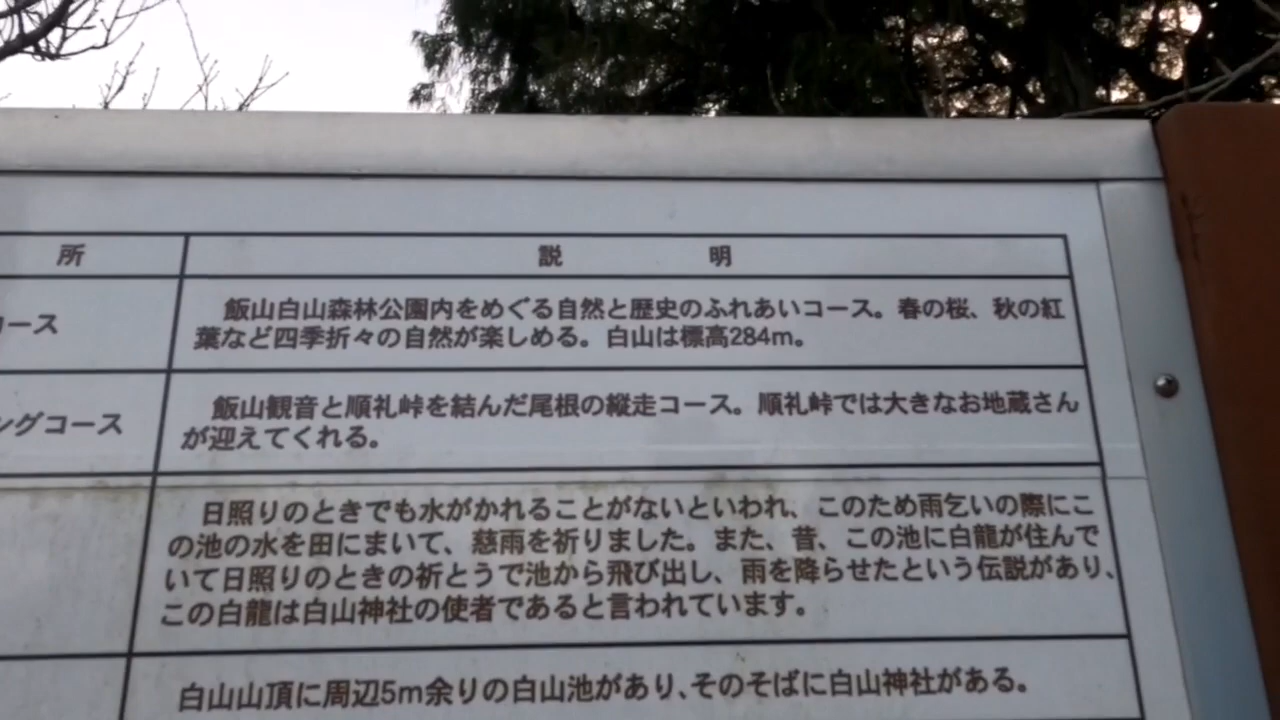 所 説明
コース
飯山白山森林公園内をめぐる自然と歴史のふれあいコース。春の桜、秋の紅
葉など四季折々の自然が楽しめる。白山は標高284m。
ングコース
飯山観音と順礼峠を結んだ尾根の縦走コース。順礼峠では大きなお地蔵さん
が迎えてくれる。
日照りのときでも水がかれることがないといわれ、このため雨乞いの際にこ
の池の水を田にまいて、慈雨を祈りました。また、昔、この池に白龍が住んで
いて日照りのときの祈とうで池から飛び出し、雨を降らせたという伝説があり、
この白龍は白山神社の使者であると言われています。
白山山頂に周辺5m余りの白山池があり、そのそばに白山神社がある。